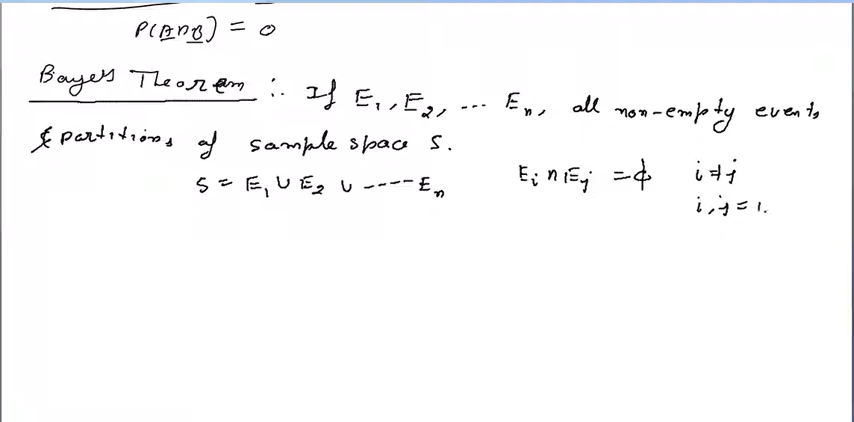 P(A∩B) = 0
Bayes Theorem :. If E₁, E₂, --- Eₙ, all non-empty events
& partitions of sample space S.
S = E₁ ∪ E₂ ∪ ----- Eₙ Eᵢ ∩ Eⱼ = ϕ i ≠ j
i, j = 1.